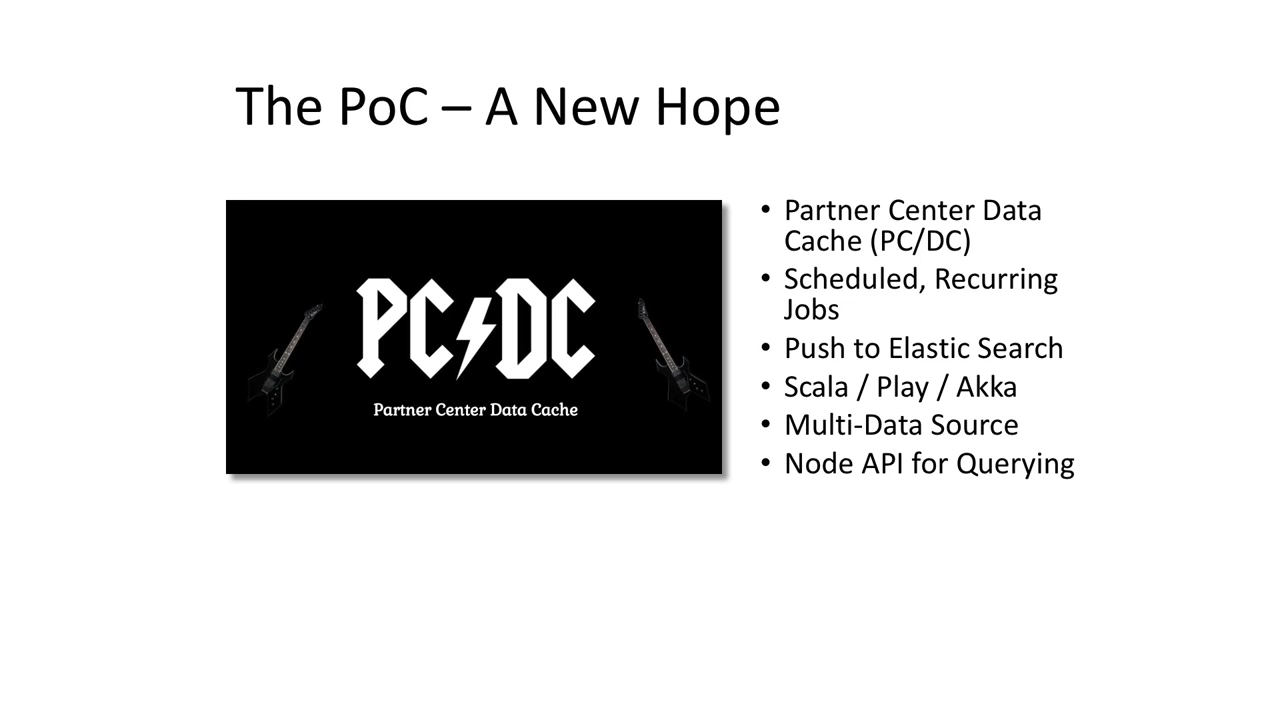 The PoC – A New Hope
PC⚡DC
Partner Center Data Cache
• Partner Center Data
Cache (PC/DC)
• Scheduled, Recurring
Jobs
• Push to Elastic Search
• Scala / Play / Akka
• Multi-Data Source
• Node API for Querying